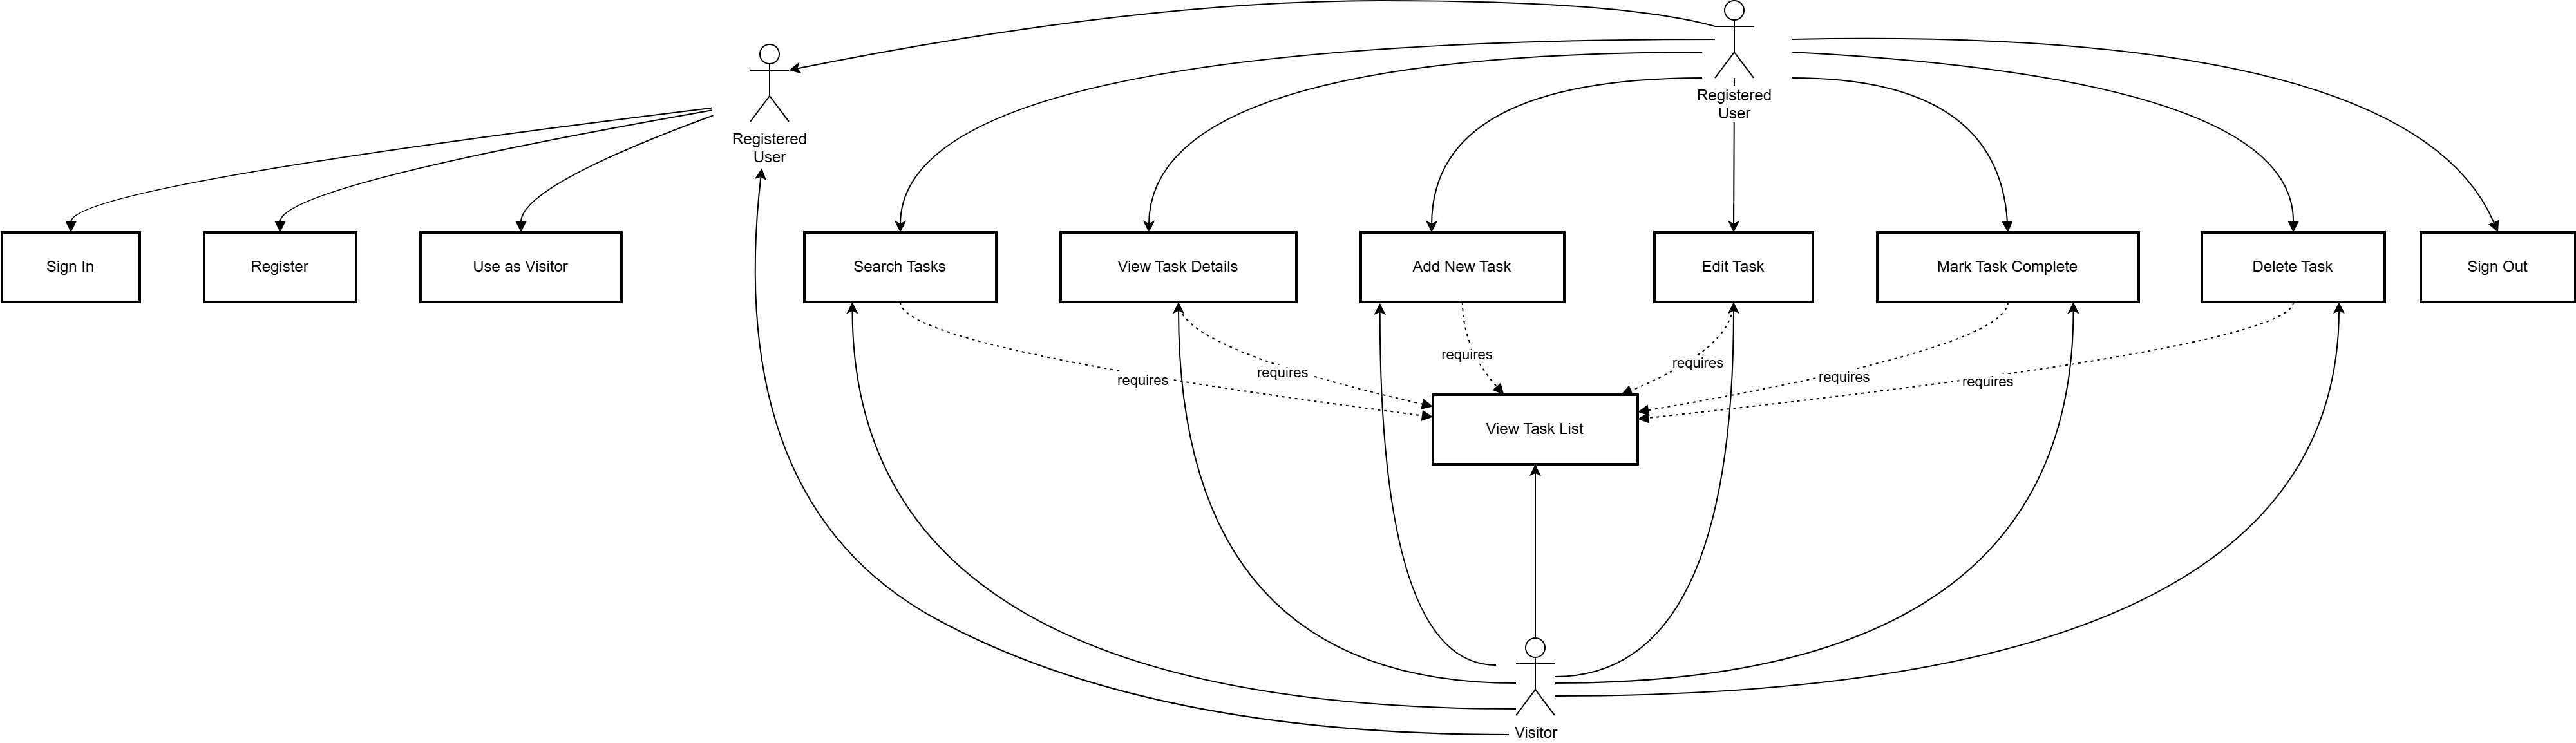 Registered
User
Registered
User
Sign In
Register
Use as Visitor
Search Tasks
View Task Details
Add New Task
Edit Task
Mark Task Complete
Delete Task
Sign Out
requires
requires
requires
requires
requires
requires
View Task List
Visitor